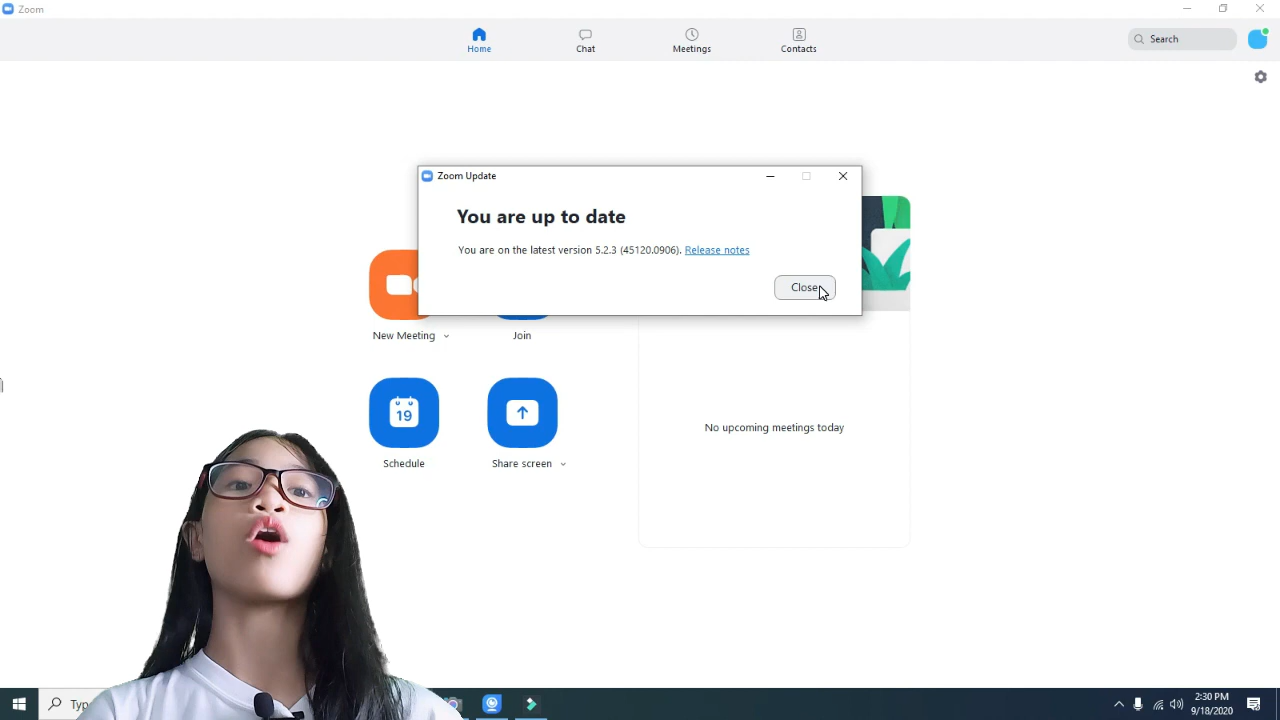 Zoom
Home
Chat
Meetings
Contacts
Search
Zoom Update
You are up to date
You are on the latest version 5.2.3 (45120.0906). Release notes
Close
New Meeting
Join
19
Schedule
Share screen
No upcoming meetings today
Typ
2:30 PM
9/18/2020